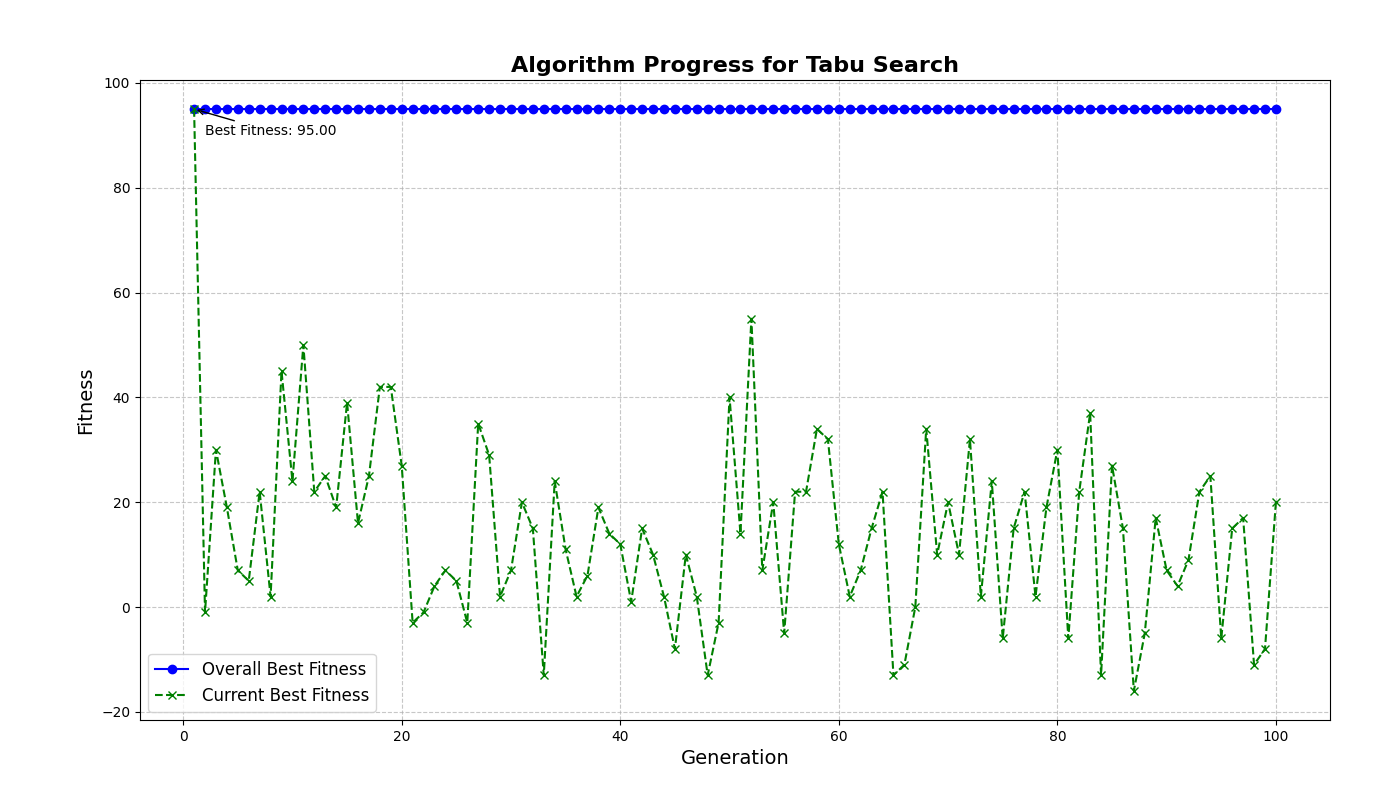 Algorithm Progress for Tabu Search
100
80
60
40
20
0
−20
Fitness
Best Fitness: 95.00
Overall Best Fitness
Current Best Fitness
0 20 40 60 80 100
Generation